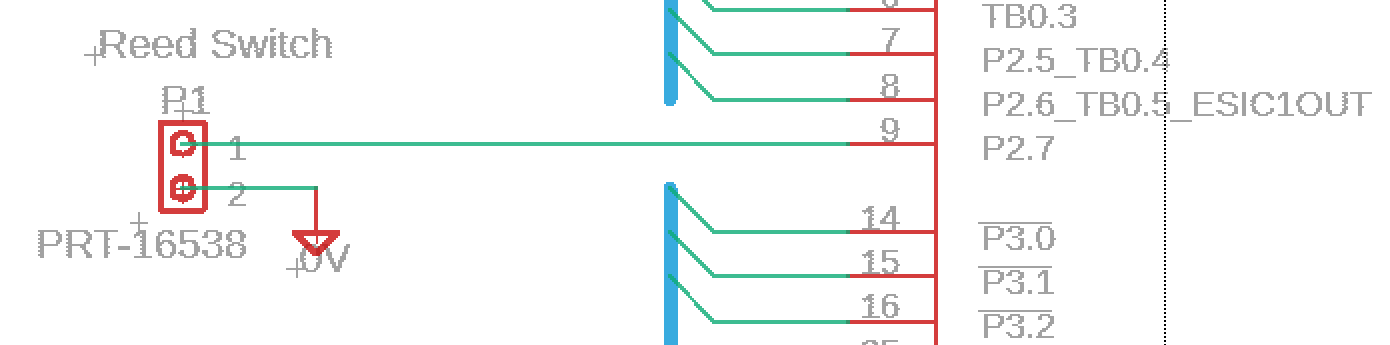 TB0.3
Reed Switch
7
P2.5_TB0.4
P1
8
P2.6_TB0.5_ESIC1OUT
1
9
P2.7
2
PRT-16538
0V
14
P3.0
15
P3.1
16
P3.2